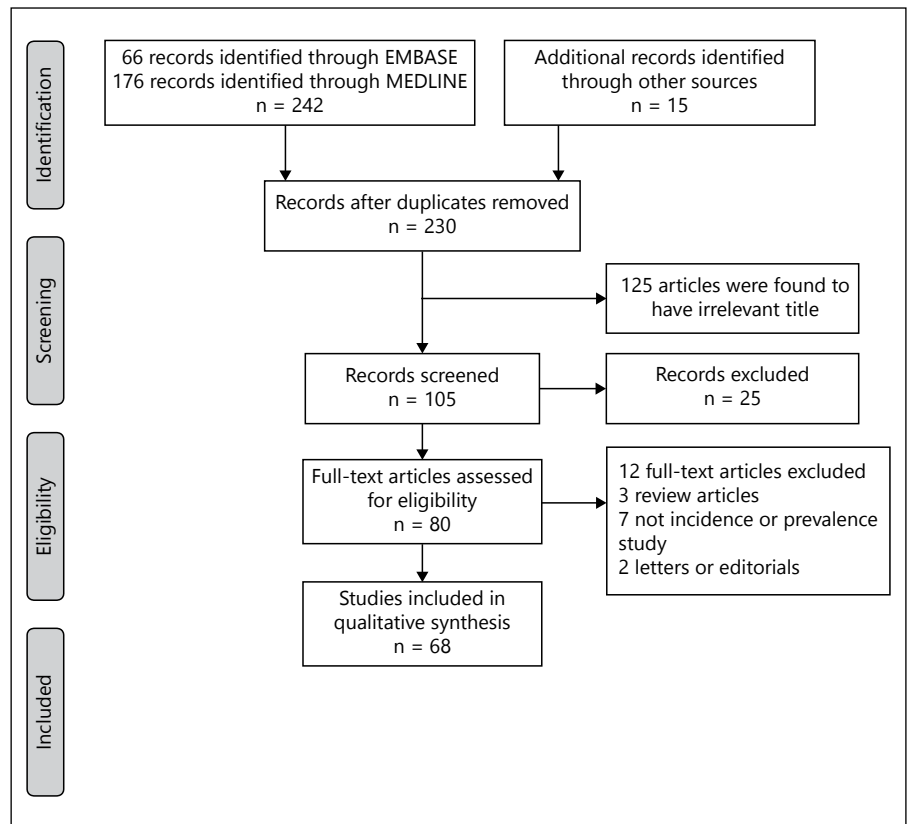 Identification
66 records identified through EMBASE
176 records identified through MEDLINE
n = 242
Additional records identified
through other sources
n = 15
Records after duplicates removed
n = 230
Screening
125 articles were found to
have irrelevant title
Records screened
n = 105
Records excluded
n = 25
Eligibility
Full-text articles assessed
for eligibility
n = 80
12 full-text articles excluded
3 review articles
7 not incidence or prevalence
study
2 letters or editorials
Studies included in
qualitative synthesis
n = 68
Included